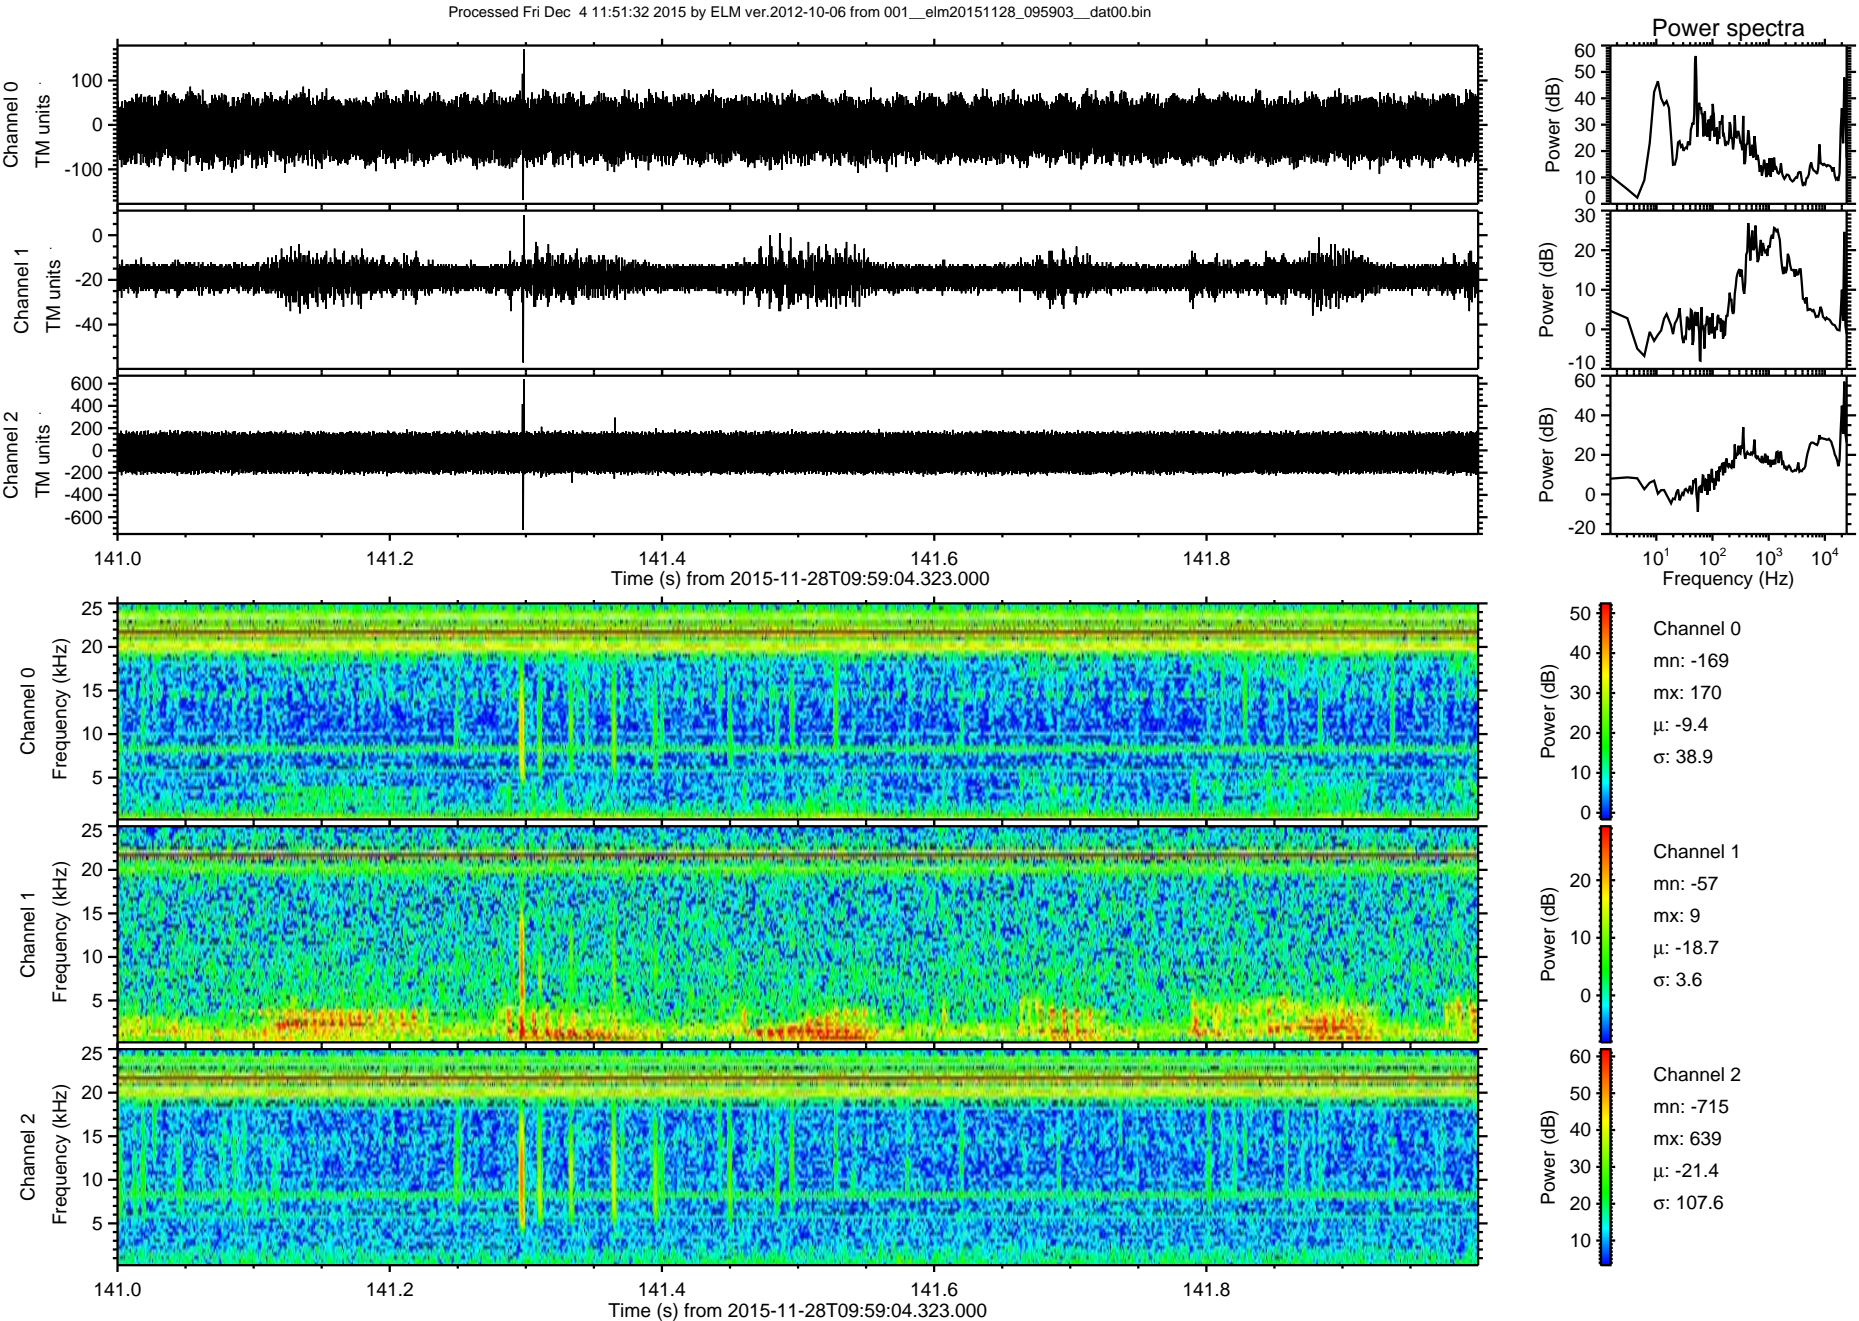 Processed Fri Dec  4 11:51:32 2015 by ELM ver.2012-10-06 from 001__elm20151128_095903__dat00.bin
Power spectra
Channel 0
TM units
100
0
-100
Power (dB)
60
50
40
30
20
10
0
Channel 1
TM units
0
-20
-40
Power (dB)
30
20
10
0
-10
Channel 2
TM units
600
400
200
0
-200
-400
-600
Power (dB)
60
40
20
0
-20
141.0 141.2 141.4 141.6 141.8
Time (s) from 2015-11-28T09:59:04.323.000
10¹ 10² 10³ 10⁴
Frequency (Hz)
Channel 0
Frequency (kHz)
25
20
15
10
5
Power (dB)
50
40
30
20
10
0
Channel 0
mn: -169
mx: 170
µ: -9.4
σ: 38.9
Channel 1
Frequency (kHz)
25
20
15
10
5
Power (dB)
20
10
0
Channel 1
mn: -57
mx: 9
µ: -18.7
σ: 3.6
Channel 2
Frequency (kHz)
25
20
15
10
5
Power (dB)
60
50
40
30
20
10
Channel 2
mn: -715
mx: 639
µ: -21.4
σ: 107.6
141.0 141.2 141.4 141.6 141.8
Time (s) from 2015-11-28T09:59:04.323.000